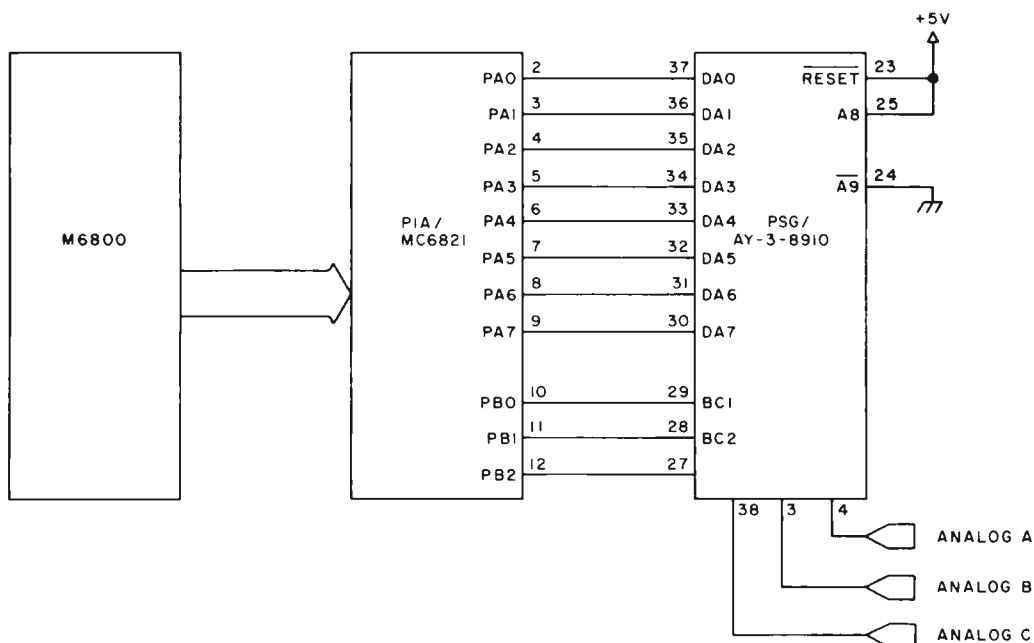 +5V
PA0 2 37 DA0 RESET 23
PA1 3 36 DA1 A8 25
PA2 4 35 DA2
PA3 5 34 DA3 A9 24
M6800
PIA/
MC6821
PA4 6 33 DA4
PSG/
AY-3-8910
PA5 7 32 DA5
PA6 8 31 DA6
PA7 9 30 DA7
PB0 10 29 BC1
PB1 11 28 BC2
PB2 12 27
38 3 4
ANALOG A
ANALOG B
ANALOG C